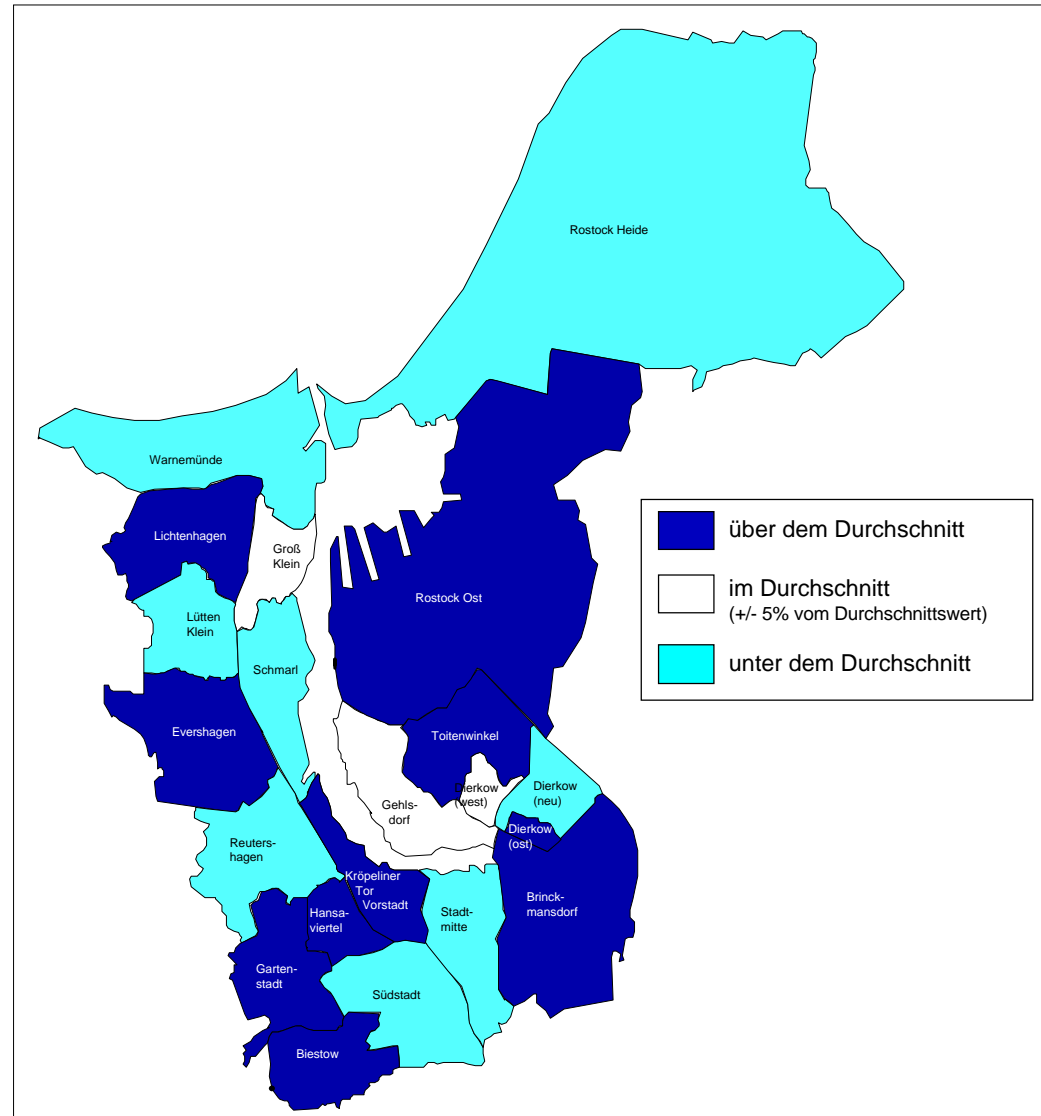 Rostock Heide
Warnemünde
Lichtenhagen
Groß
Klein
Rostock Ost
Lütten
Klein
Schmarl
Evershagen
Toitenwinkel
Dierkow
(west)
Dierkow
(neu)
Gehls-
dorf
Dierkow
(ost)
Reuters-
hagen
Kröpeliner
Tor
Vorstadt
Hansa-
viertel
Stadt-
mitte
Brinck-
mansdorf
Garten-
stadt
Südstadt
Biestow
über dem Durchschnitt
im Durchschnitt
(+/- 5% vom Durchschnittswert)
unter dem Durchschnitt